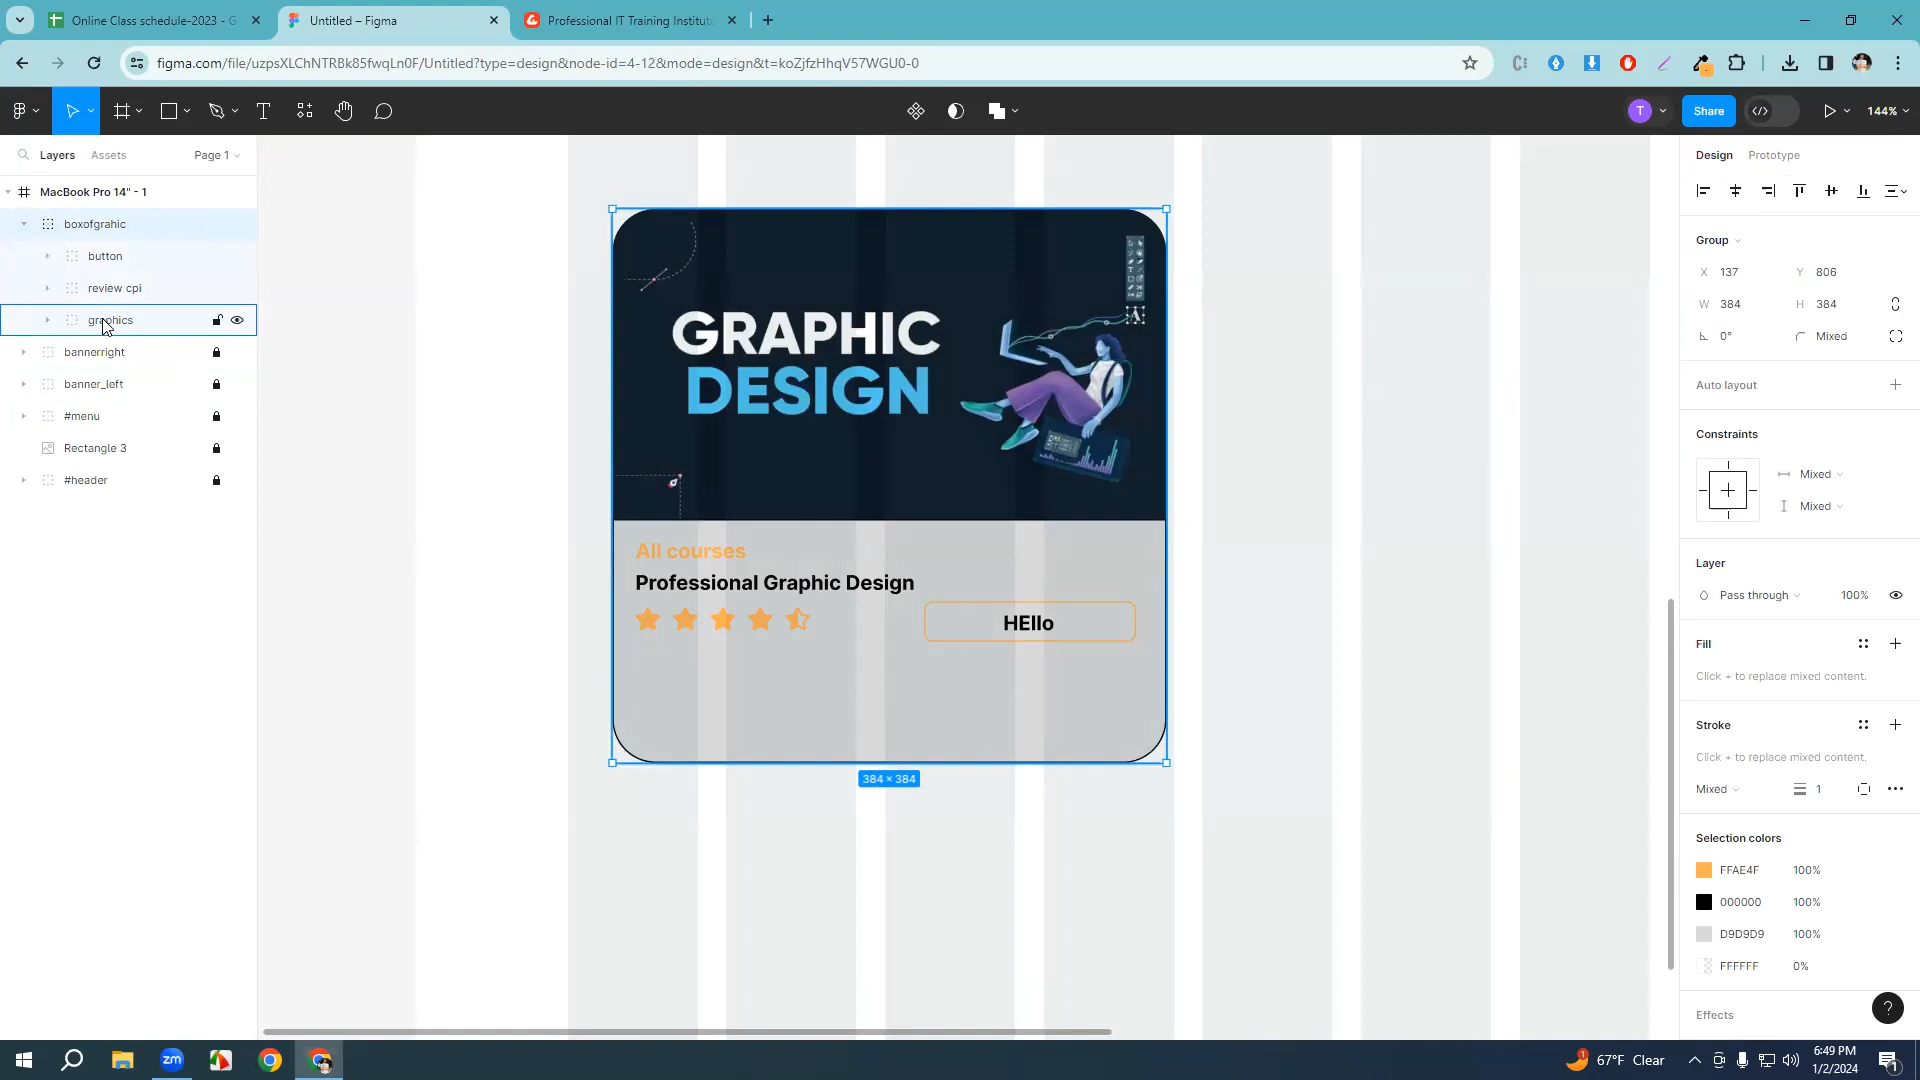 Online Class schedule-2023 - G
Untitled – Figma
Professional IT Training Institute
figma.com/file/uzpsXLChNTRBk85fwqLn0F/Untitled?type=design&node-id=4-12&mode=design&t=koZjfzHhqV57WGU0-0
T
Share
144%
Layers
Assets
Page 1
MacBook Pro 14" - 1
boxofgrahic
button
review cpi
graphics
bannerright
banner_left
#menu
Rectangle 3
#header
GRAPHIC
DESIGN
A
All courses
Professional Graphic Design
HEllo
384 × 384
Design
Prototype
Group
X 137
Y 806
W 384
H 384
0°
Mixed
Auto layout
Constraints
Mixed
Mixed
Layer
Pass through
100%
Fill
Click + to replace mixed content.
Stroke
Click + to replace mixed content.
Mixed
1
Selection colors
FFAE4F 100%
000000 100%
D9D9D9 100%
FFFFFF 0%
Effects
?
zm
67°F Clear
6:49 PM
1/2/2024